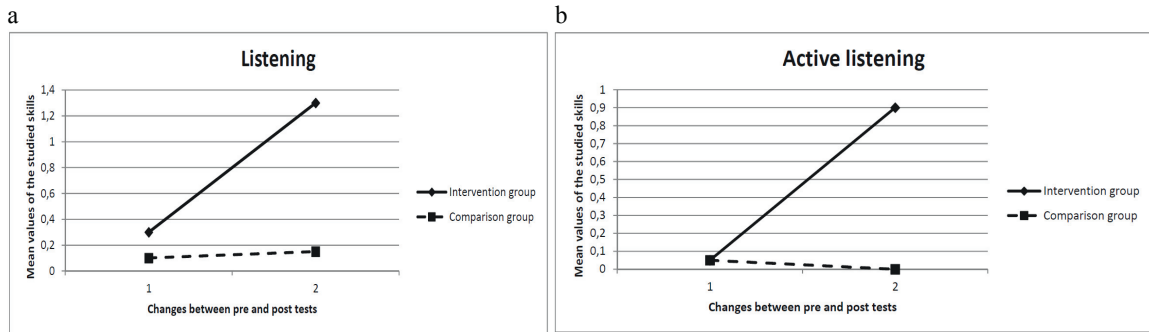 a
Listening
Mean values of the studied skills
1,4
1,2
1
0,8
0,6
0,4
0,2
0
1 2
Changes between pre and post tests
Intervention group
Comparison group
b
Active listening
Mean values of the studied skills
1
0,9
0,8
0,7
0,6
0,5
0,4
0,3
0,2
0,1
0
1 2
Changes between pre and post tests
Intervention group
Comparison group